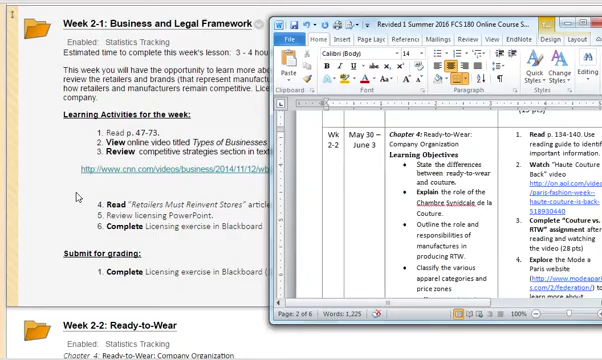 Week 2-1: Business and Legal Framework
Enabled: Statistics Tracking
Estimated time to complete this week's lesson: 3 - 4 hou
This week you will have the opportunity to learn more abo
review the retailers and brands (that represent manufactu
how retailers and manufacturers remain competitive. Lice
company.
Learning Activities for the week:
1. Read p. 47-73.
2. View online video titled Types of Businesses
3. Review competitive strategies section in text
http://www.cnn.com/videos/business/2014/11/12/wb
4. Read "Retailers Must Reinvent Stores" article
5. Review licensing PowerPoint.
6. Complete Licensing exercise in Blackboard
Submit for grading:
1. Complete Licensing exercise in Blackboard (
Week 2-2: Ready-to-Wear
Enabled: Statistics Tracking
Chapter 4: Ready-to-Wear: Company Organization
Revided 1 Summer 2016 FCS 180 Online Course S...
File Home Insert Page Layo Referenc Mailings Review View EndNote Design Layout
Calibri (Body) 14
Paste
Quick Styles
Change Styles
Editing
Clipboard Font Paragraph Styles
(25 pts)
Wk 2-2
May 30 – June 3
Chapter 4: Ready-to-Wear:
Company Organization
Learning Objectives
State the differences
between ready-to-wear
and couture.
Explain the role of the
Chambre Synidcale de la
Couture.
Outline the role and
responsibilities of
manufactures in
producing RTW.
Classify the various
apparel categories and
price zones
1. Read p. 134-140. Use
reading guide to identify
important information.
2. Watch "Haute Couture
Back" video
http://on.aol.com/video
/paris-fashion-week--
haute-couture-is-back-
518930440
3. Complete "Couture vs.
RTW" assignment after
reading and watching
the video (28 pts)
4. Explore the Mode a
Paris website
(http://www.modeapari
s.com/2/federation/) to
learn more about
Page: 2 of 6 Words: 1,225 100%